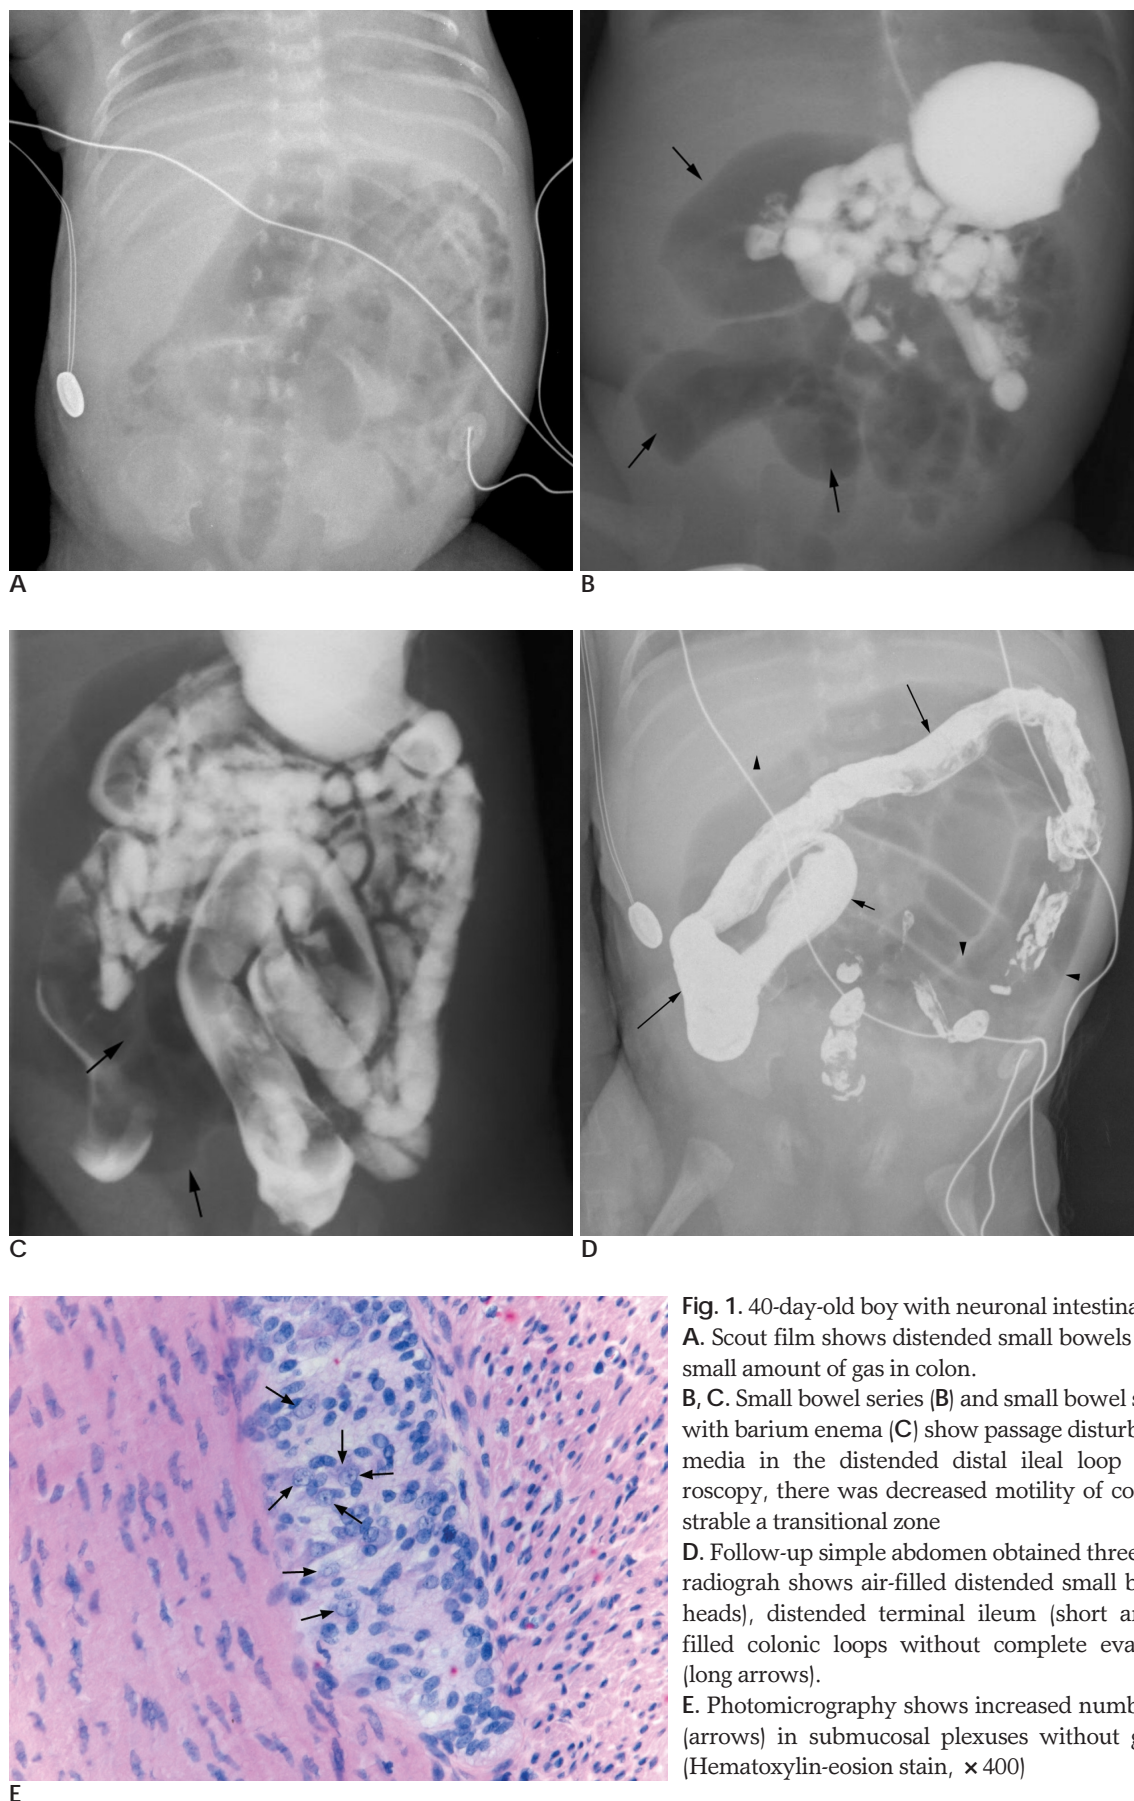 A
B
C
D
E
Fig. 1. 40-day-old boy with neuronal intestina
A. Scout film shows distended small bowels
small amount of gas in colon.
B, C. Small bowel series (B) and small bowel s
with barium enema (C) show passage disturb
media in the distended distal ileal loop
roscopy, there was decreased motility of co
strable a transitional zone
D. Follow-up simple abdomen obtained three
radiograh shows air-filled distended small b
heads), distended terminal ileum (short ar
filled colonic loops without complete eva
(long arrows).
E. Photomicrography shows increased numb
(arrows) in submucosal plexuses without g
(Hematoxylin-eosion stain, × 400)